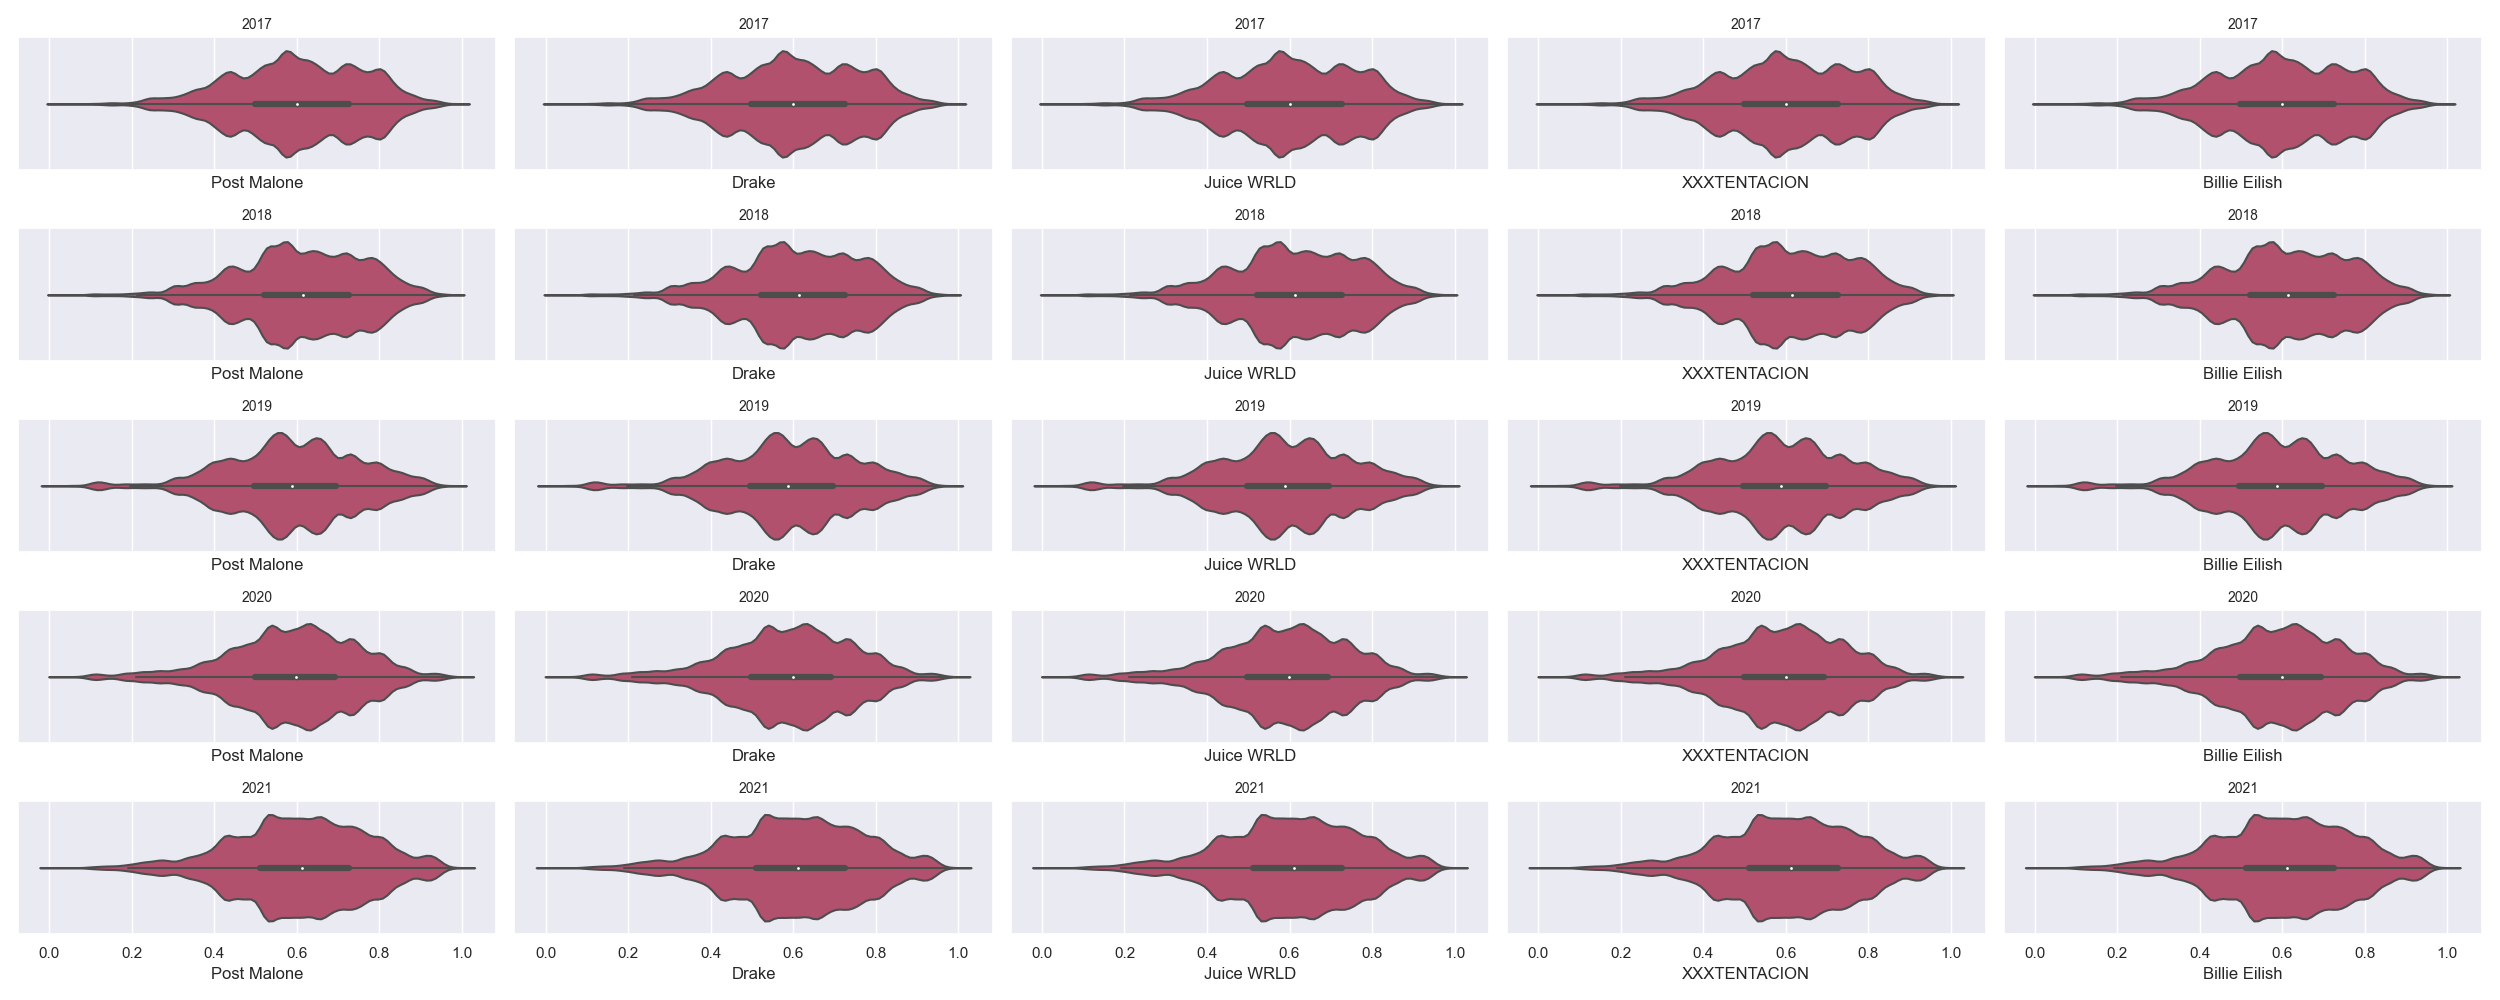 2017 2017 2017 2017 2017
Post Malone Drake Juice WRLD XXXTENTACION Billie Eilish
2018 2018 2018 2018 2018
Post Malone Drake Juice WRLD XXXTENTACION Billie Eilish
2019 2019 2019 2019 2019
Post Malone Drake Juice WRLD XXXTENTACION Billie Eilish
2020 2020 2020 2020 2020
Post Malone Drake Juice WRLD XXXTENTACION Billie Eilish
2021 2021 2021 2021 2021
0.0 0.2 0.4 0.6 0.8 1.0 0.0 0.2 0.4 0.6 0.8 1.0 0.0 0.2 0.4 0.6 0.8 1.0 0.0 0.2 0.4 0.6 0.8 1.0 0.0 0.2 0.4 0.6 0.8 1.0
Post Malone Drake Juice WRLD XXXTENTACION Billie Eilish